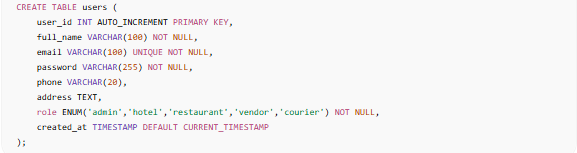 CREATE TABLE users (
    user_id INT AUTO_INCREMENT PRIMARY KEY,
    full_name VARCHAR(100) NOT NULL,
    email VARCHAR(100) UNIQUE NOT NULL,
    password VARCHAR(255) NOT NULL,
    phone VARCHAR(20),
    address TEXT,
    role ENUM('admin','hotel','restaurant','vendor','courier') NOT NULL,
    created_at TIMESTAMP DEFAULT CURRENT_TIMESTAMP
);